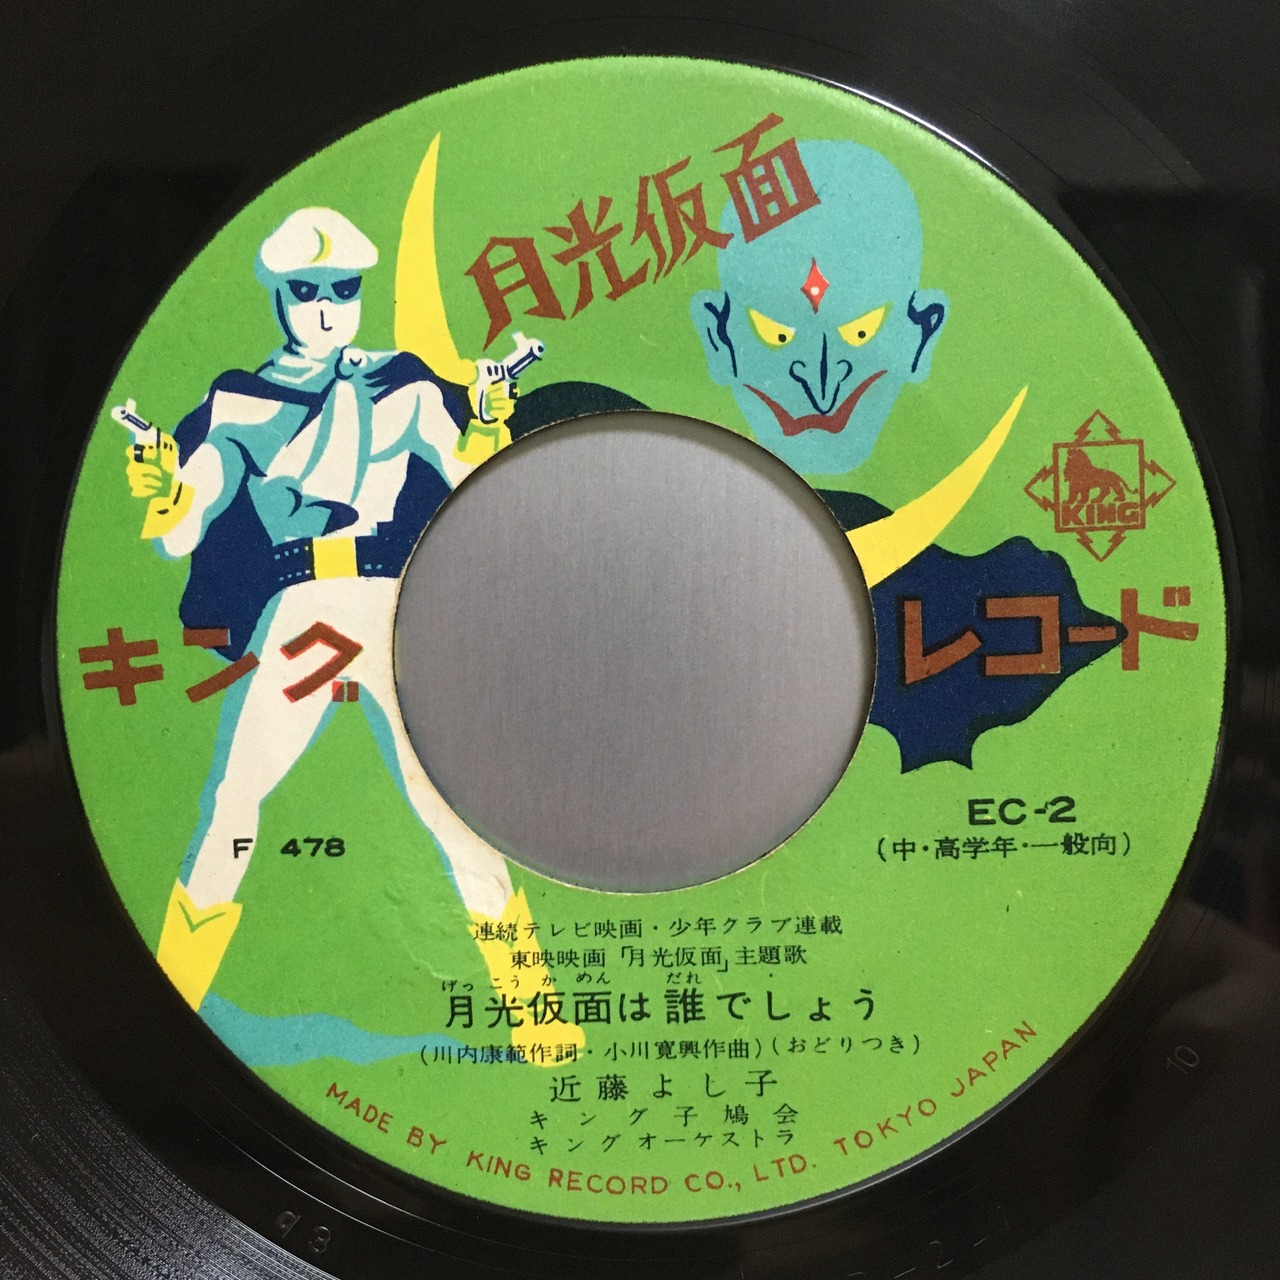 月光仮面
KING
キング レコード
F 478
EC-2
(中・高学年・一般向)
連続テレビ映画・少年クラブ連載
東映映画「月光仮面」主題歌
げっこうかめん だれ
月光仮面は誰でしょう
(川内康範作詞・小川寛興作曲)(おどりつき)
近藤よし子
キング子鳩会
キングオーケストラ
MADE BY KING RECORD CO., LTD. TOKYO JAPAN
10